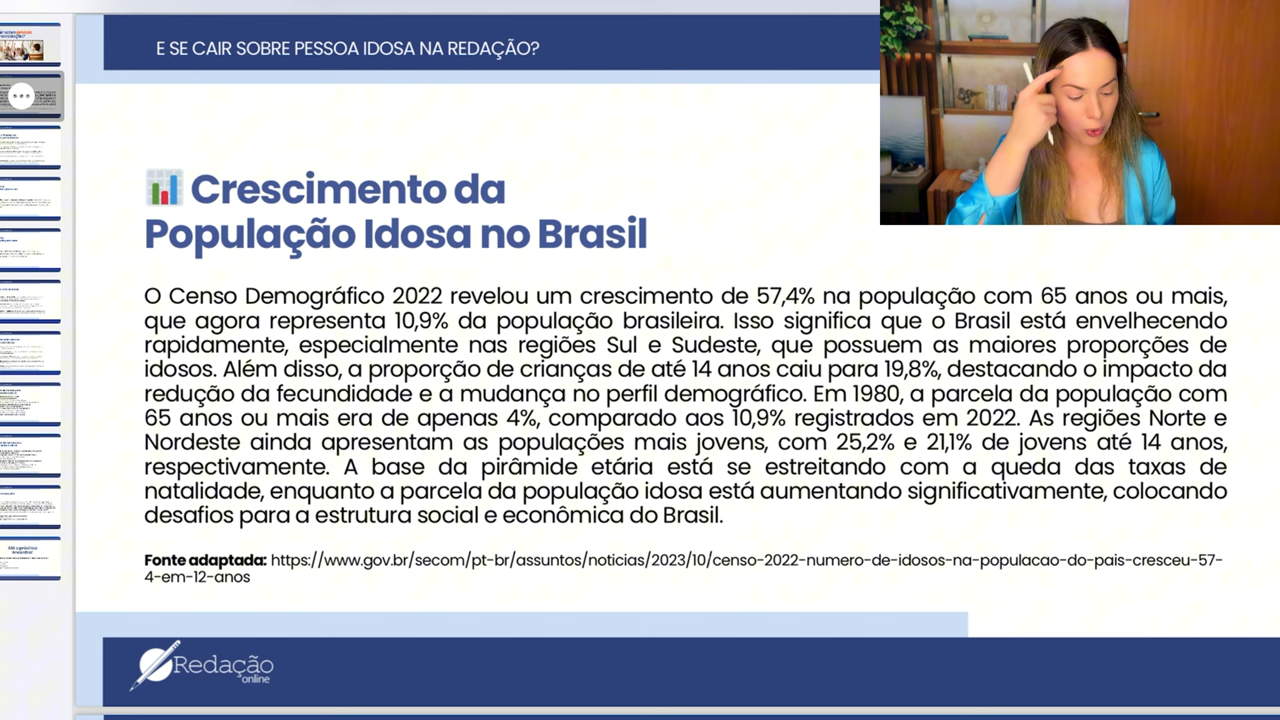 E SE CAIR SOBRE PESSOA IDOSA NA REDAÇÃO?
Crescimento da
População Idosa no Brasil
O Censo Demográfico 2022 evelou um crescimento de 57,4% na população com 65 anos ou mais,
que agora representa 10,9% da população brasileira. Isso significa que o Brasil está envelhecendo
rapidamente, especialmente nas regiões Sul e Sudeste, que possuem as maiores proporções de
idosos. Além disso, a proporção de crianças de até 14 anos caiu para 19,8%, destacando o impacto da
redução da fecundidade e a mudança no perfil demográfico. Em 1980, a parcela da população com
65 anos ou mais era de apenas 4%, comparado aos 10,9% registrados em 2022. As regiões Norte e
Nordeste ainda apresentam as populações mais jovens, com 25,2% e 21,1% de jovens até 14 anos,
respectivamente. A base da pirâmide etária está se estreitando com a queda das taxas de
natalidade, enquanto a parcela da população idosa está aumentando significativamente, colocando
desafios para a estrutura social e econômica do Brasil.
Fonte adaptada: https://www.gov.br/secom/pt-br/assuntos/noticias/2023/10/censo-2022-numero-de-idosos-na-populacao-do-pais-cresceu-57-
4-em-12-anos
Redação
online